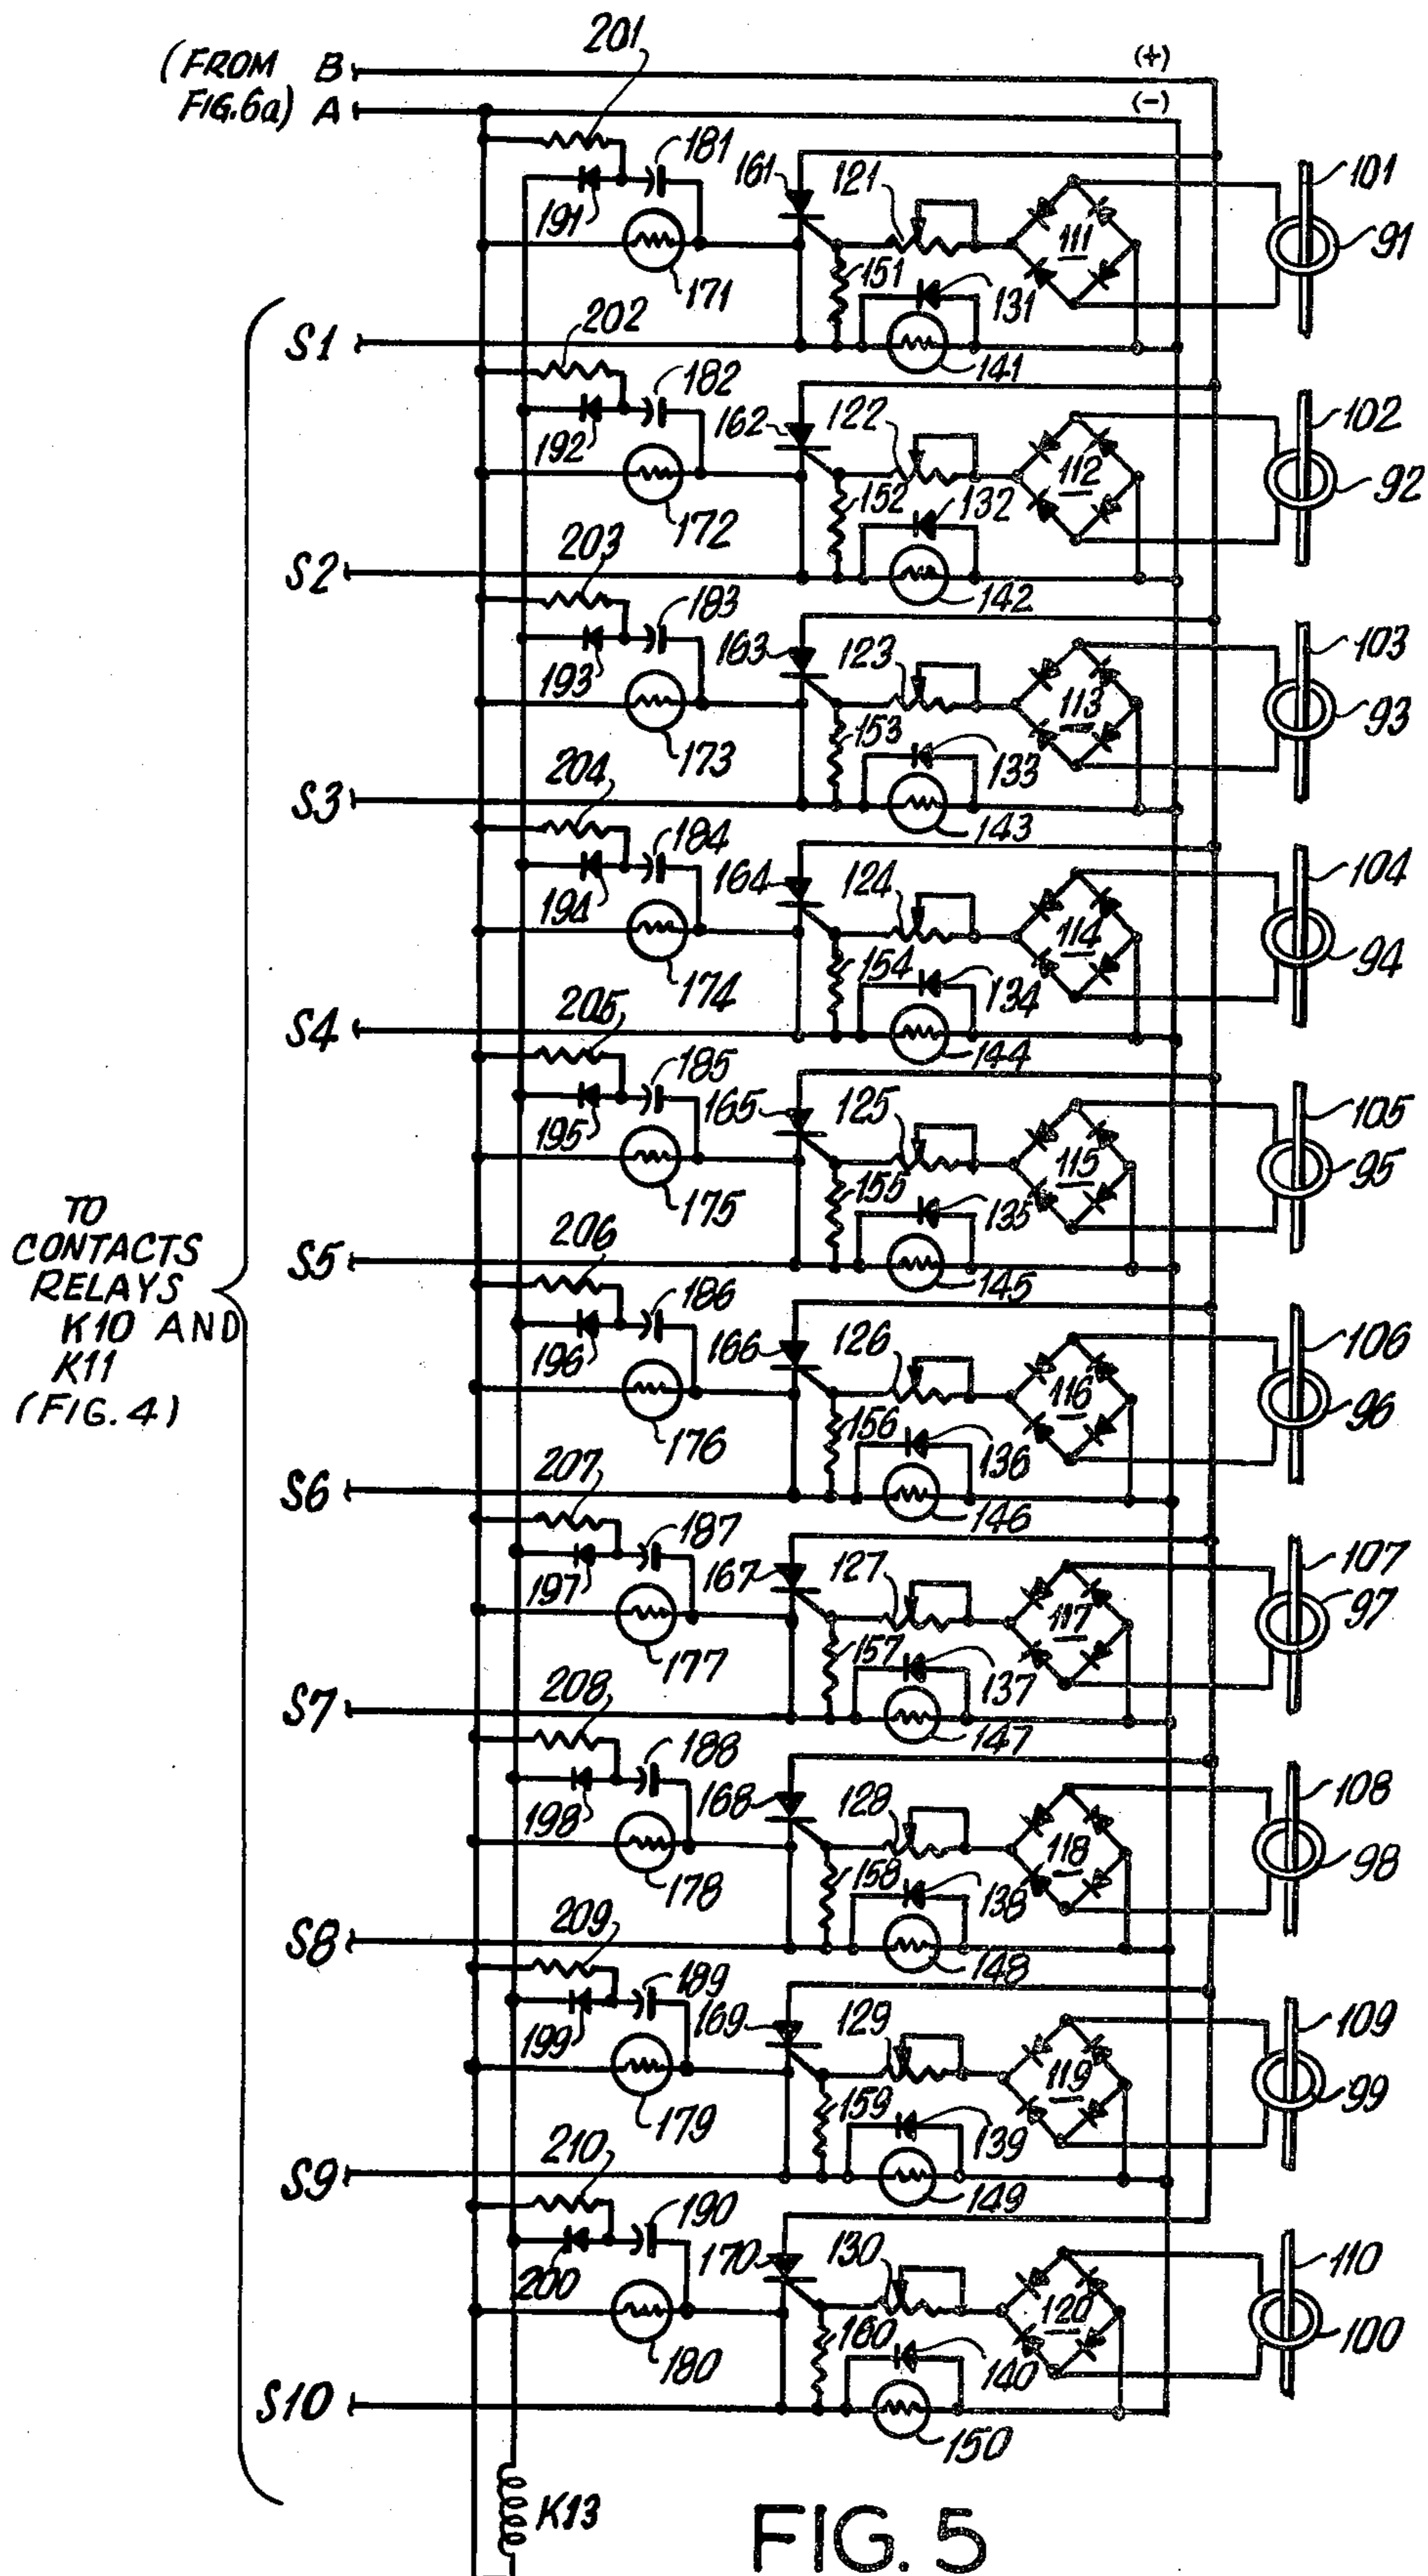 (FROM B (+)
FIG.6a) A (-)
201
181 161 121 101
191 111 91
171 151 131
S1 202 141
182 162 122 102
192 112 92
172 152 132
S2 203 142
183 163 123 103
193 113 93
173 153 133
S3 204 143
184 164 124 104
194 114 94
174 154 134
S4 205 144
185 165 125 105
195 115 95
175 155 135
S5 206 145
186 166 126 106
196 116 96
176 156 136
S6 207 146
187 167 127 107
197 117 97
177 157 137
S7 208 147
188 168 128 108
198 118 98
178 158 138
S8 209 148
189 169 129 109
199 119 99
179 159 139
S9 210 149
190 170 130 110
200 120 100
180 160 140
S10 150
TO
CONTACTS
RELAYS
K10 AND
K11
(FIG. 4)
K13
FIG. 5